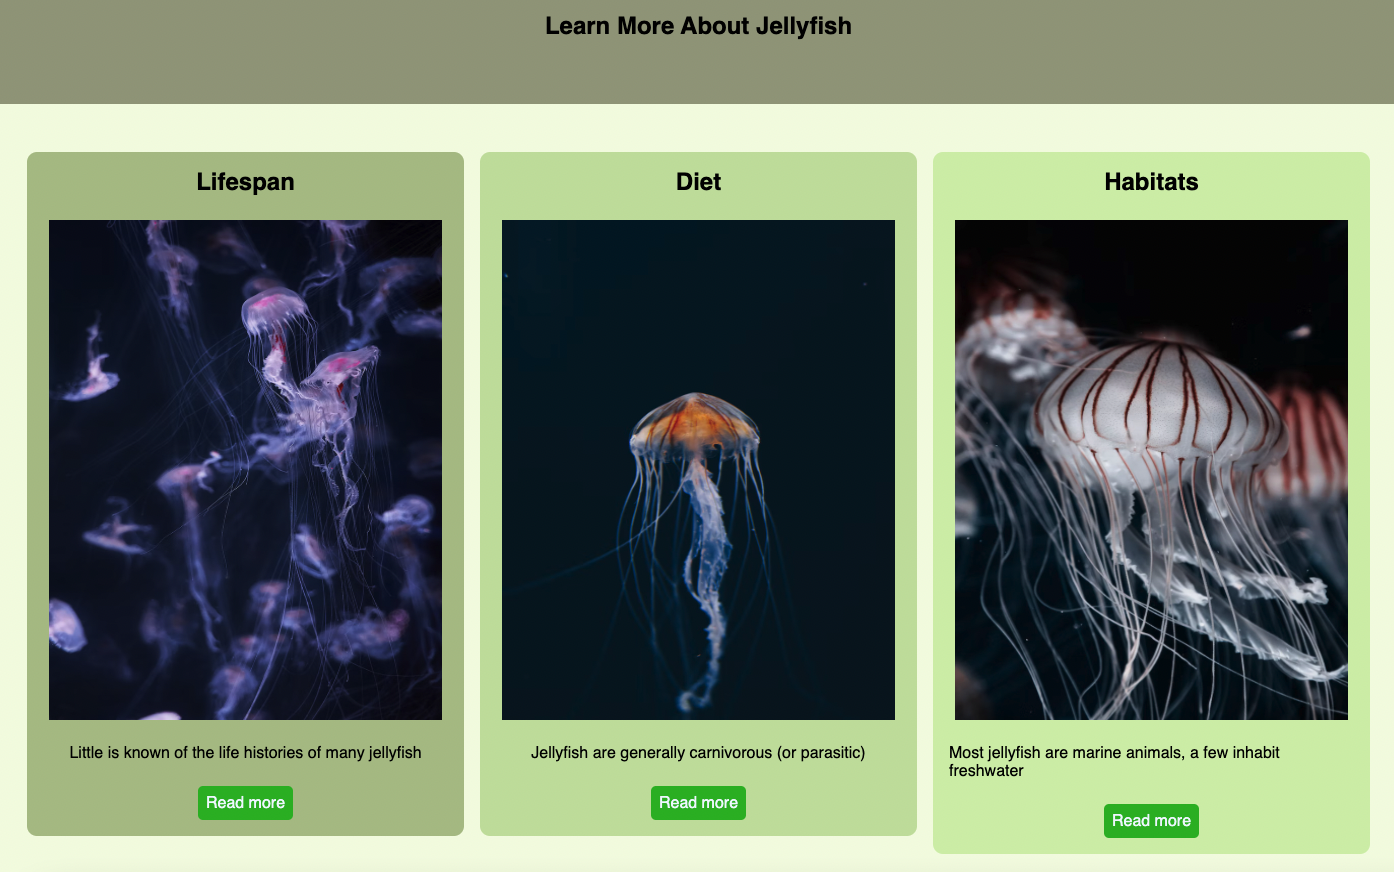 Learn More About Jellyfish
Lifespan
Little is known of the life histories of many jellyfish
Read more
Diet
Jellyfish are generally carnivorous (or parasitic)
Read more
Habitats
Most jellyfish are marine animals, a few inhabit
freshwater
Read more